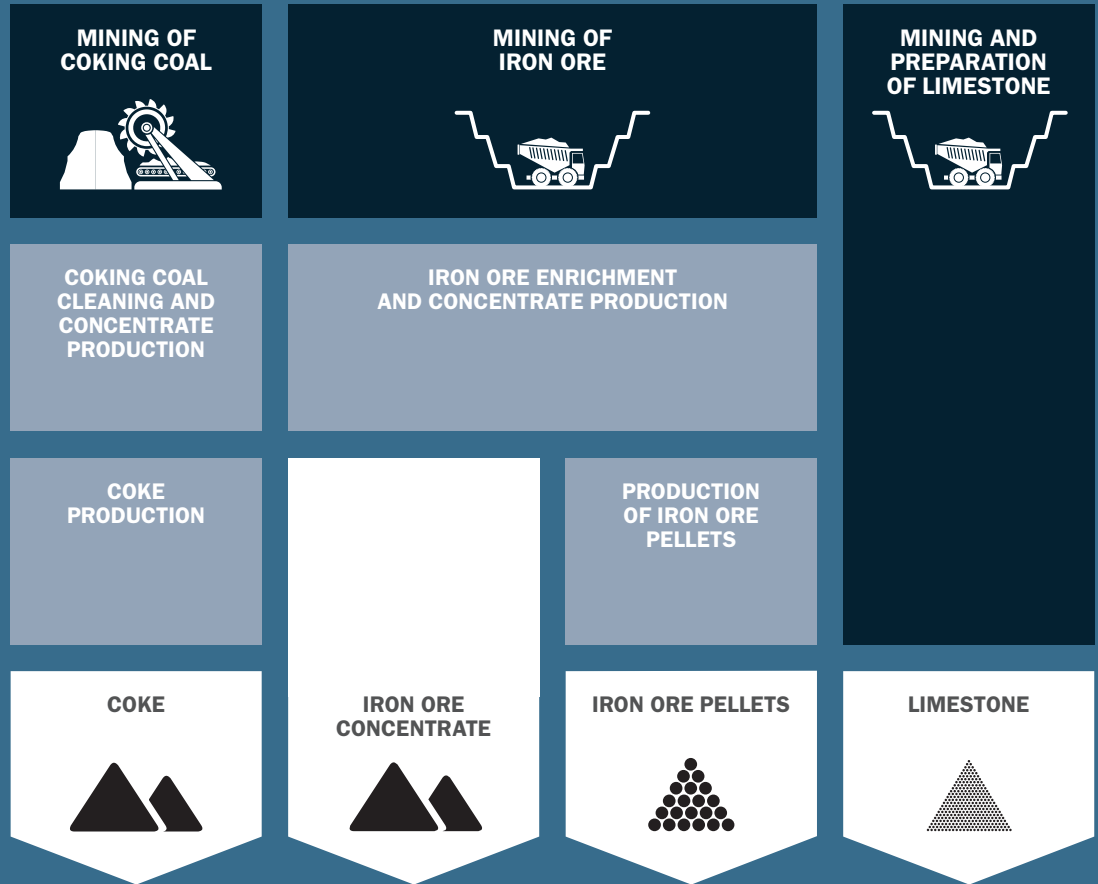 MINING OF
COKING COAL
MINING OF
IRON ORE
MINING AND
PREPARATION
OF LIMESTONE
COKING COAL
CLEANING AND
CONCENTRATE
PRODUCTION
IRON ORE ENRICHMENT
AND CONCENTRATE PRODUCTION
COKE
PRODUCTION
PRODUCTION
OF IRON ORE
PELLETS
COKE
IRON ORE
CONCENTRATE
IRON ORE PELLETS
LIMESTONE